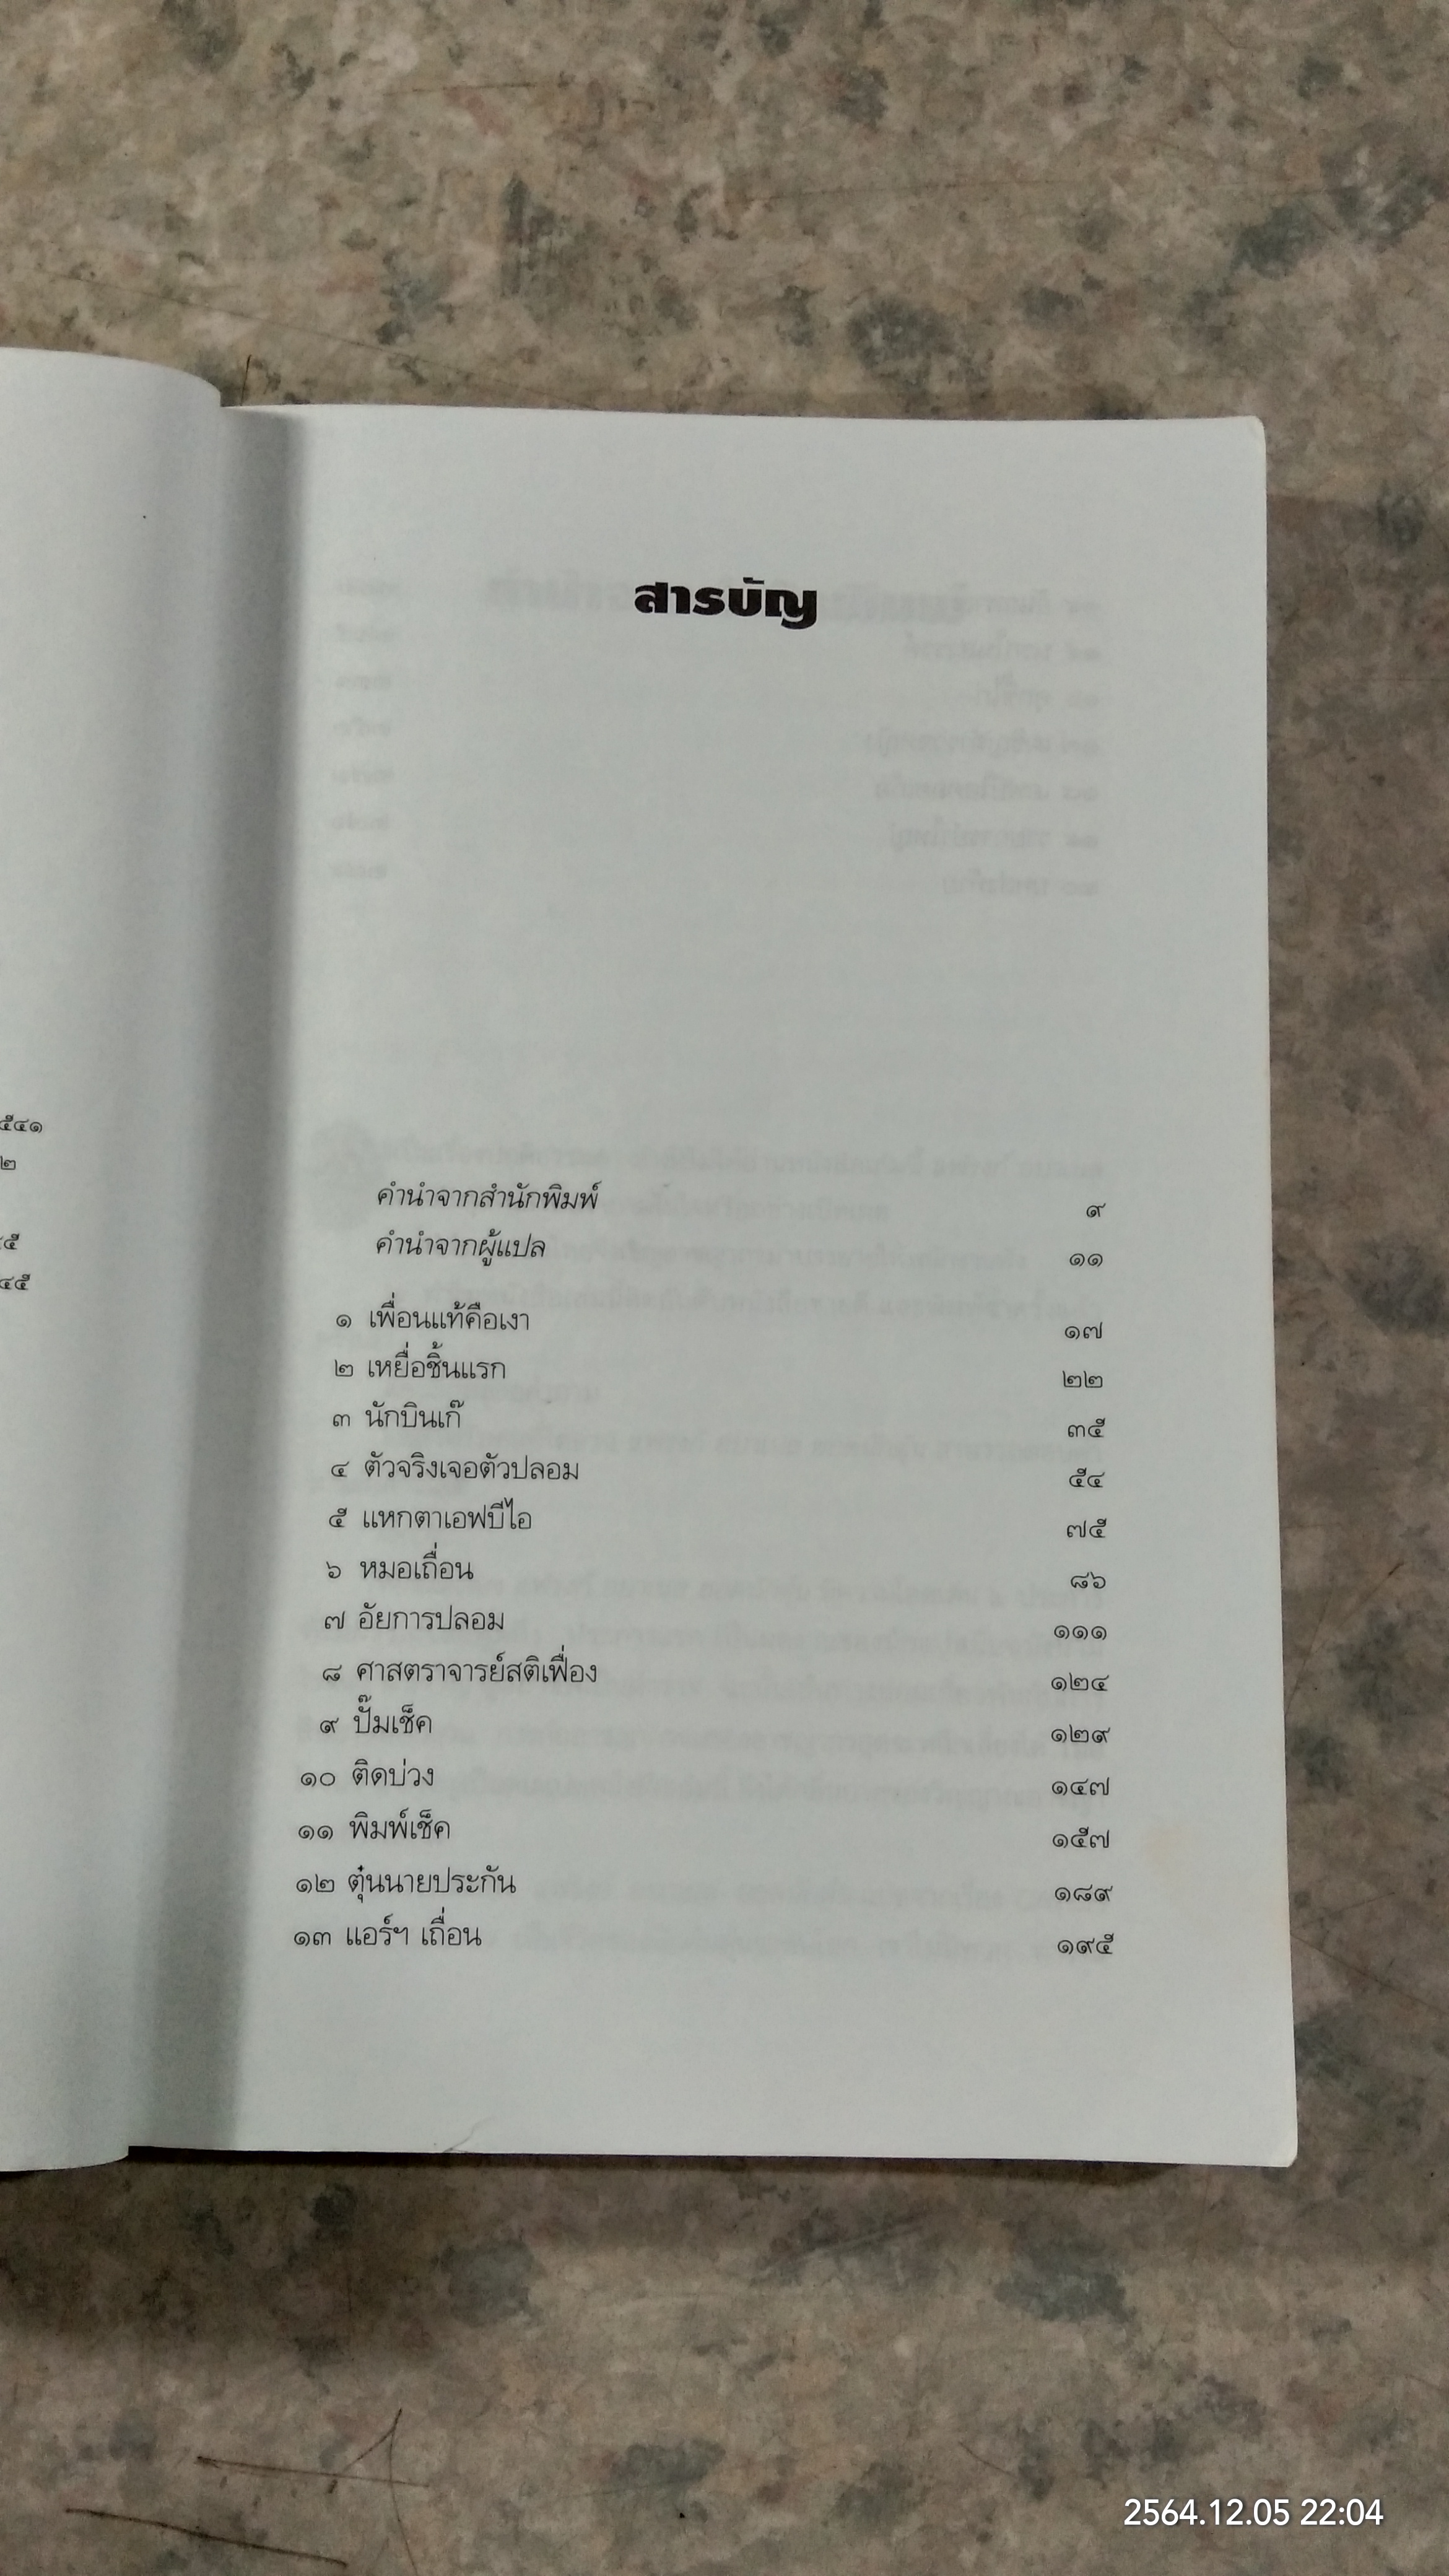 ๕๔๑
๒
๕
๔๕
สารบัญ
คำนำจากสำนักพิมพ์ ๙
คำนำจากผู้แปล ๑๑
๑ เพื่อนแท้คือเงา ๑๗
๒ เหยื่อชิ้นแรก ๒๒
๓ นักบินเก๊ ๓๕
๔ ตัวจริงเจอตัวปลอม ๕๔
๕ แหกตาเอฟบีไอ ๗๕
๖ หมอเถื่อน ๘๖
๗ อัยการปลอม ๑๑๑
๘ ศาสตราจารย์สติเฟื่อง ๑๒๔
๙ ปั๊มเช็ค ๑๒๙
๑๐ ติดบ่วง ๑๔๗
๑๑ พิมพ์เช็ค ๑๕๗
๑๒ ตุ๋นนายประกัน ๑๘๙
๑๓ แอร์ฯ เถื่อน ๑๙๕
2564.12.05 22:04